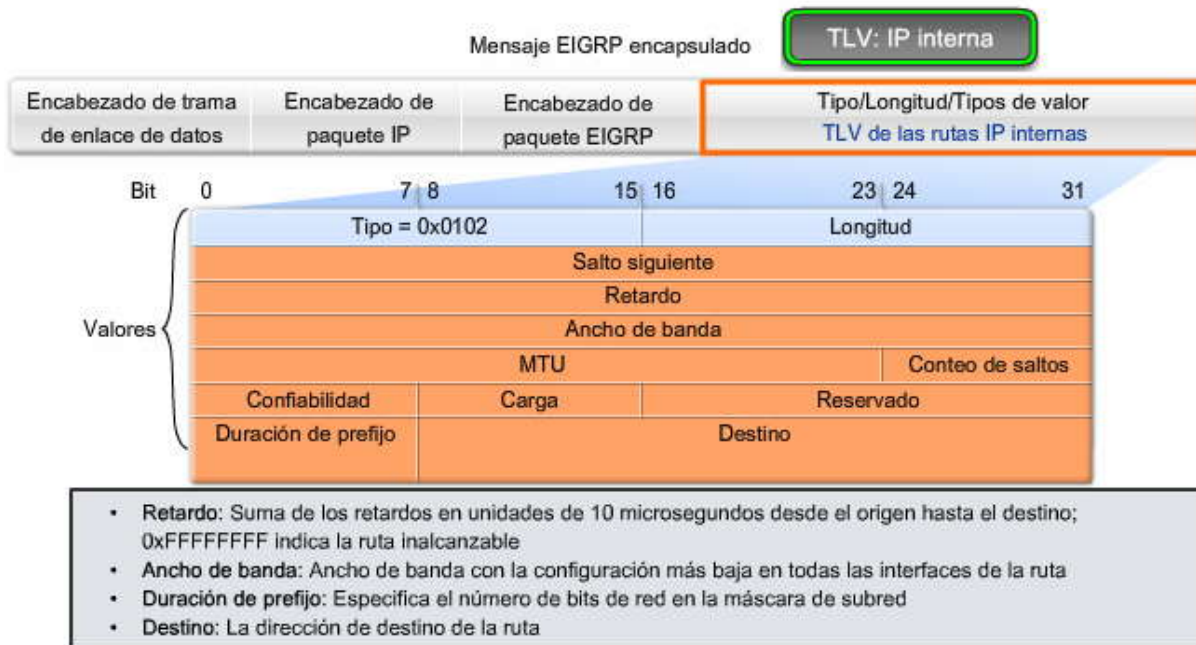 Mensaje EIGRP encapsulado
TLV: IP interna
Encabezado de trama de enlace de datos
Encabezado de paquete IP
Encabezado de paquete EIGRP
Tipo/Longitud/Tipos de valor
TLV de las rutas IP internas
Bit 0 7 8 15 16 23 24 31
Tipo = 0x0102 Longitud
Salto siguiente
Retardo
Valores
Ancho de banda
MTU Conteo de saltos
Confiabilidad Carga Reservado
Duración de prefijo Destino
• Retardo: Suma de los retardos en unidades de 10 microsegundos desde el origen hasta el destino;
0xFFFFFFFF indica la ruta inalcanzable
• Ancho de banda: Ancho de banda con la configuración más baja en todas las interfaces de la ruta
• Duración de prefijo: Especifica el número de bits de red en la máscara de subred
• Destino: La dirección de destino de la ruta